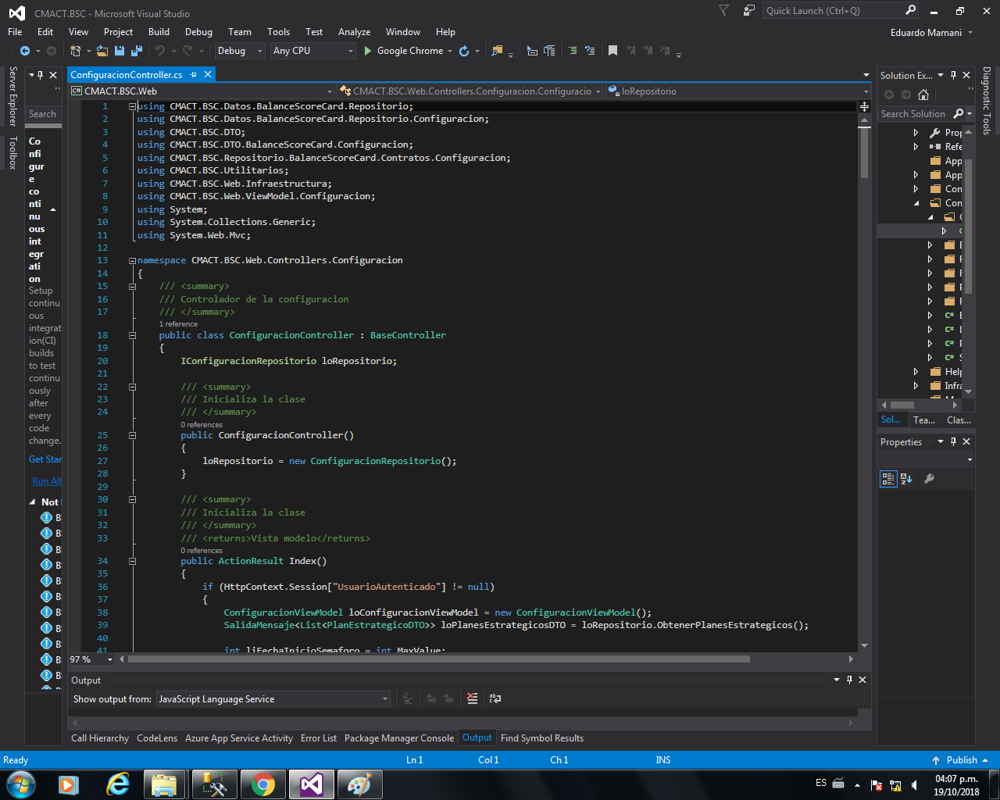 CMACT.BSC - Microsoft Visual Studio
Quick Launch (Ctrl+Q)
File Edit View Project Build Debug Team Tools Test Analyze Window Help
Eduardo Mamani
Debug Any CPU Google Chrome
Server Explorer
Toolbox
Search
Co
nfi
gur
e
co
nti
nu
ous
int
egr
ati
on
Setup
continu
ous
integrat
ion(CI)
builds
to test
continu
ously
after
every
code
change.
Get Star
Run All
Not
ConfiguracionController.cs
CMACT.BSC.Web
CMACT.BSC.Web.Controllers.Configuracion.Configuracio
loRepositorio
1 using CMACT.BSC.Datos.BalanceScoreCard.Repositorio;
2 using CMACT.BSC.Datos.BalanceScoreCard.Repositorio.Configuracion;
3 using CMACT.BSC.DTO;
4 using CMACT.BSC.DTO.BalanceScoreCard.Configuracion;
5 using CMACT.BSC.Repositorio.BalanceScoreCard.Contratos.Configuracion;
6 using CMACT.BSC.Utilitarios;
7 using CMACT.BSC.Web.Infraestructura;
8 using CMACT.BSC.Web.ViewModel.Configuracion;
9 using System;
10 using System.Collections.Generic;
11 using System.Web.Mvc;
12
13 namespace CMACT.BSC.Web.Controllers.Configuracion
14 {
15 /// <summary>
16 /// Controlador de la configuracion
17 /// </summary>
1 reference
18 public class ConfiguracionController : BaseController
19 {
20 IConfiguracionRepositorio loRepositorio;
21
22 /// <summary>
23 /// Inicializa la clase
24 /// </summary>
0 references
25 public ConfiguracionController()
26 {
27 loRepositorio = new ConfiguracionRepositorio();
28 }
29
30 /// <summary>
31 /// Inicializa la clase
32 /// </summary>
33 /// <returns>Vista modelo</returns>
0 references
34 public ActionResult Index()
35 {
36 if (HttpContext.Session["UsuarioAutenticado"] != null)
37 {
38 ConfiguracionViewModel loConfiguracionViewModel = new ConfiguracionViewModel();
39 SalidaMensaje<List<PlanEstrategicoDTO>> loPlanesEstrategicosDTO = loRepositorio.ObtenerPlanesEstrategicos();
40
41 int liFechaInicioSemaforo = int.MaxValue;
97 %
Output
Show output from: JavaScript Language Service
Call Hierarchy CodeLens Azure App Service Activity Error List Package Manager Console Output Find Symbol Results
Solution Ex...
Search Solution
Prop
Refe
App
App
Con
Con
Help
Infra
Sol... Tea... Clas...
Properties
Diagnostic Tools
Ready Ln 1 Col 1 Ch 1 INS Publish
ES
04:07 p.m.
19/10/2018